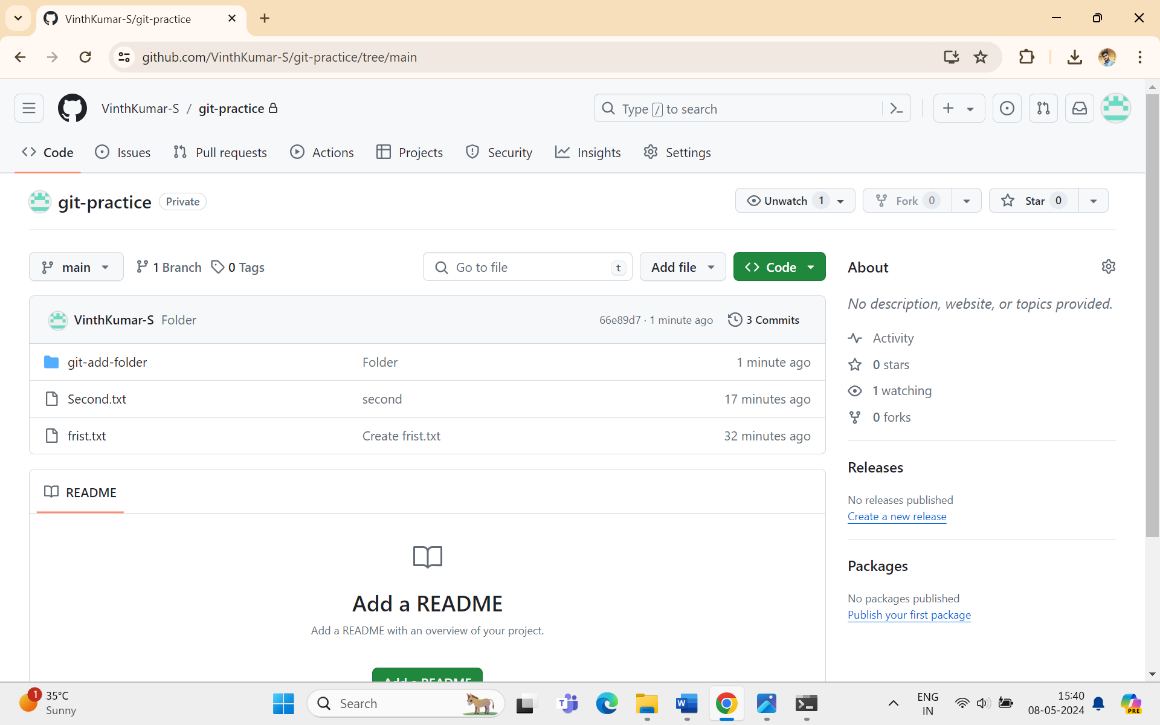 VinthKumar-S/git-practice
github.com/VinthKumar-S/git-practice/tree/main
VinthKumar-S / git-practice
Type / to search
Code Issues Pull requests Actions Projects Security Insights Settings
git-practice Private
Unwatch 1 Fork 0 Star 0
main 1 Branch 0 Tags Go to file t Add file Code
VinthKumar-S Folder 66e89d7 · 1 minute ago 3 Commits
git-add-folder Folder 1 minute ago
Second.txt second 17 minutes ago
frist.txt Create frist.txt 32 minutes ago
README
Add a README
Add a README with an overview of your project.
Add a README
About
No description, website, or topics provided.
Activity
0 stars
1 watching
0 forks
Releases
No releases published
Create a new release
Packages
No packages published
Publish your first package
1
35°C
Sunny
Search
ENG
IN
15:40
08-05-2024
PRE